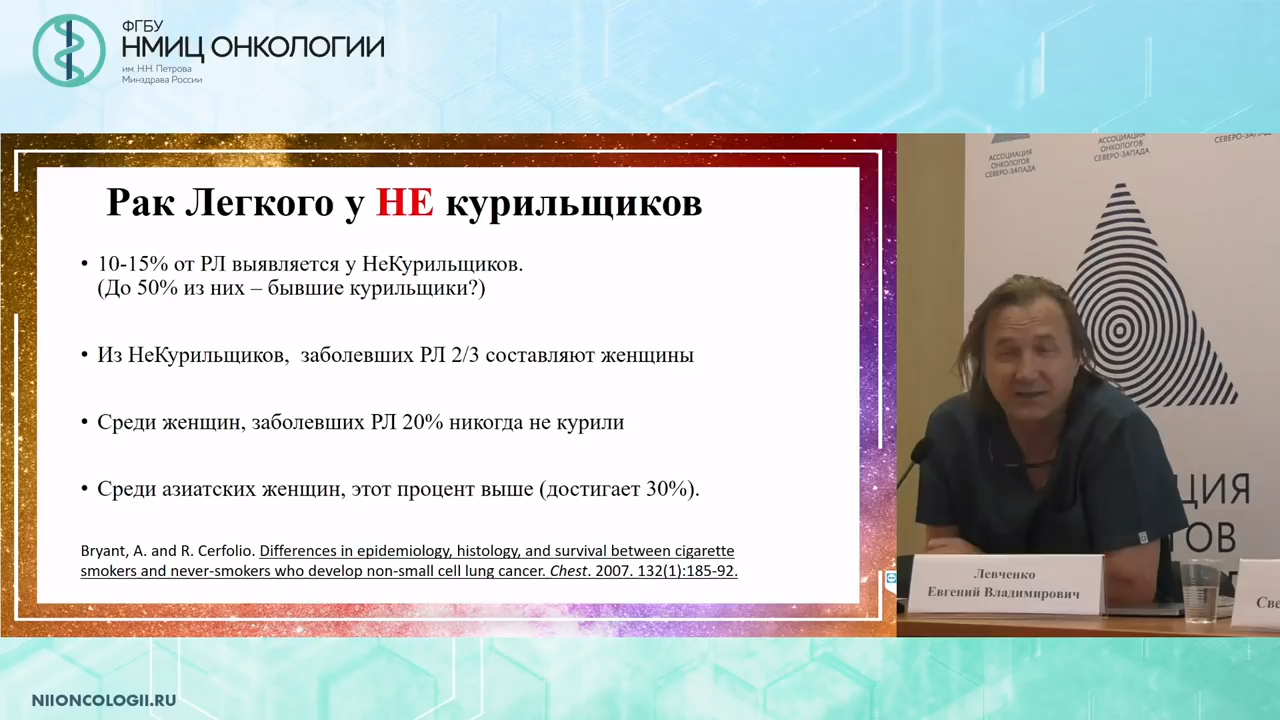 ФГБУ
НМИЦ ОНКОЛОГИИ
им. Н.Н. Петрова
Минздрава России
Рак Легкого у НЕ курильщиков
• 10-15% от РЛ выявляется у НеКурильщиков.
(До 50% из них – бывшие курильщики?)
• Из НеКурильщиков, заболевших РЛ 2/3 составляют женщины
• Среди женщин, заболевших РЛ 20% никогда не курили
• Среди азиатских женщин, этот процент выше (достигает 30%).
Bryant, A. and R. Cerfolio. Differences in epidemiology, histology, and survival between cigarette
smokers and never-smokers who develop non-small cell lung cancer. Chest. 2007. 132(1):185-92.
АССОЦИАЦИЯ
ОНКОЛОГОВ
СЕВЕРО-ЗАПАДА
АССОЦИАЦИЯ
ОНКОЛОГОВ
СЕВЕРО-ЗАПАДА
СЕВЕРО-ЗАПА
ЦИЯ
ГОВ
Левченко
Евгений Владимирович
Све
NIIONCOLOGII.RU